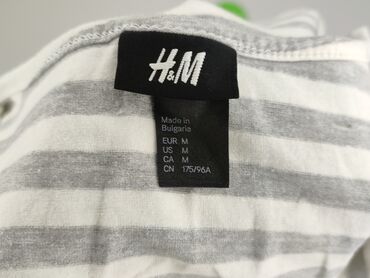 H&M
Made in
Bulgaria
EUR M
US M
CA M
CN 175/96A